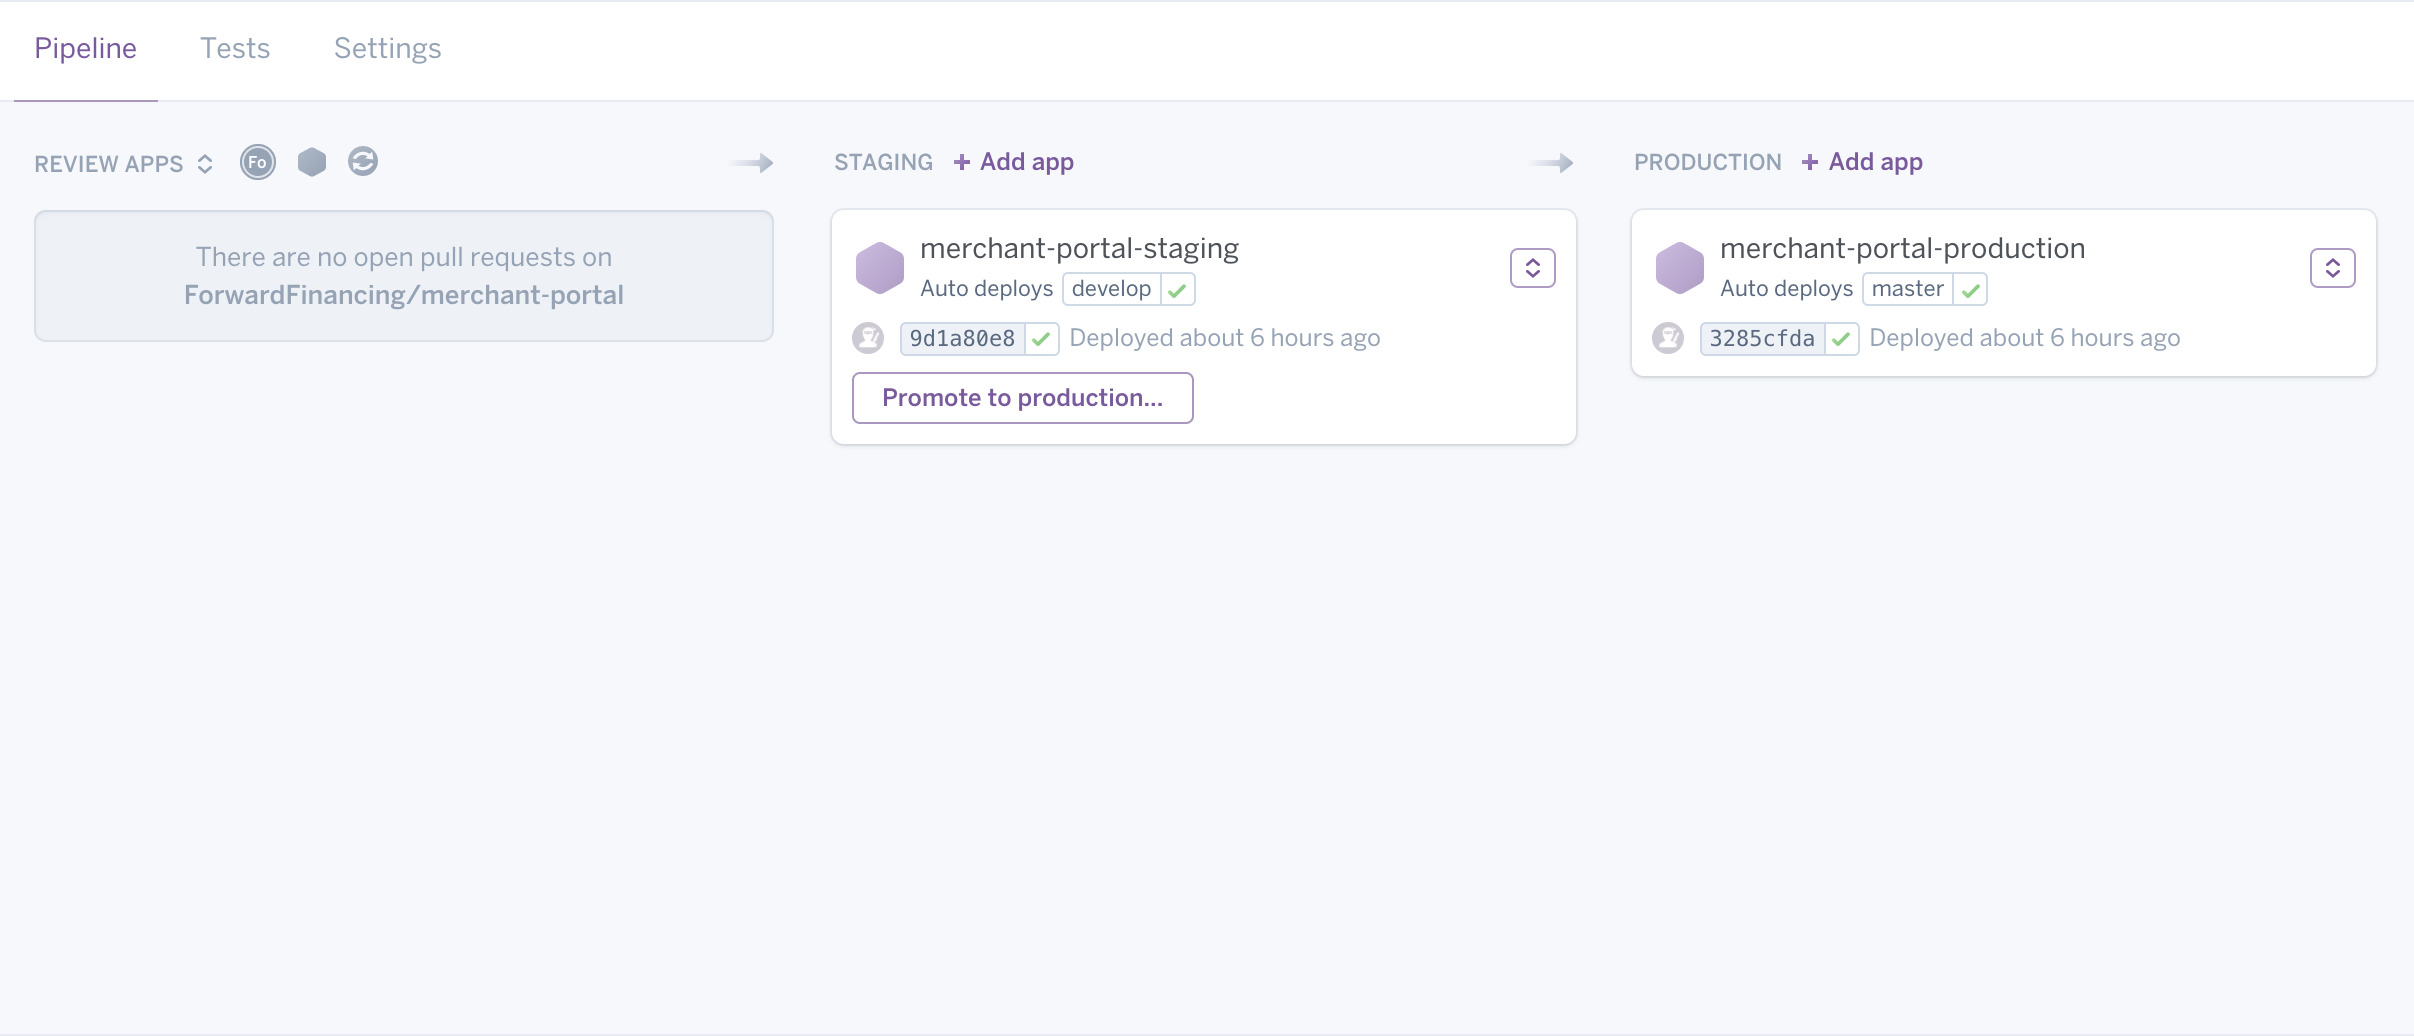 Pipeline Tests Settings
REVIEW APPS Fo
There are no open pull requests on
ForwardFinancing/merchant-portal
STAGING + Add app
merchant-portal-staging
Auto deploys develop
9d1a80e8 Deployed about 6 hours ago
Promote to production...
PRODUCTION + Add app
merchant-portal-production
Auto deploys master
3285cfda Deployed about 6 hours ago